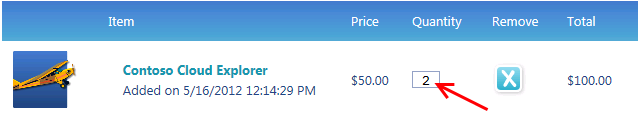 Item Price Quantity Remove Total
Contoso Cloud Explorer
Added on 5/16/2012 12:14:29 PM $50.00 2 X $100.00